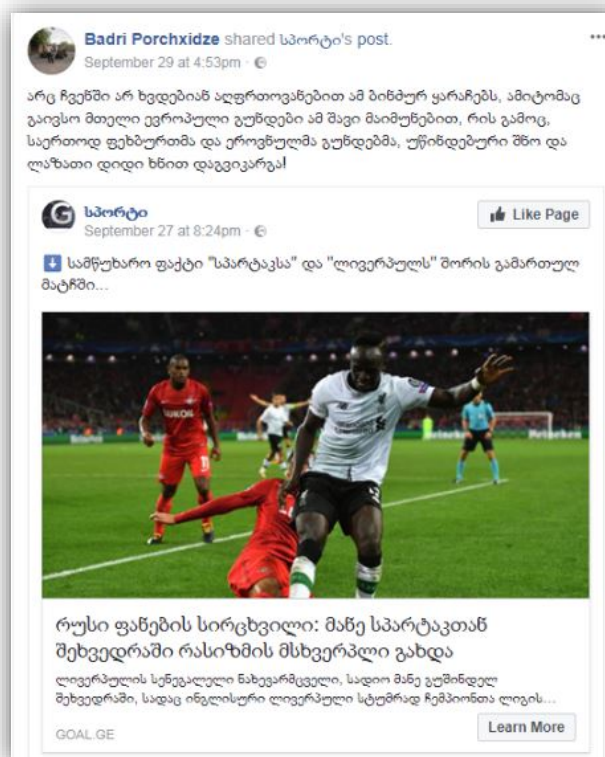 Badri Porchxidze shared სპორტი's post.
September 29 at 4:53pm ·
არც ჩვენში არ ხვდებიან აღფრთოვანებით ამ ბინძურ ყარაჩებს, ამიტომაც
გაივსო მთელი ევროპული გუნდები ამ შავი მაიმუნებით, რის გამოც,
საერთოდ ფეხბურთმა და ეროვნულმა გუნდებმა, უწინდებური შნო და
ლაზათი დიდი ხნით დაგვიკარგა!
სპორტი
September 27 at 8:24pm ·
Like Page
სამწუხარო ფაქტი "სპარტაკსა" და "ლივერპულს" შორის გამართულ
მატჩში...
LUKOIL
11
Heineken
რუსი ფანების სირცხვილი: მანე სპარტაკთან
შეხვედრაში რასიზმის მსხვერპლი გახდა
ლივერპულის სენეგალელი ნახევარმცველი, სადიო მანე გუშინდელ
შეხვედრაში, სადაც ინგლისური ლივერპული სტუმრად ჩემპიონთა ლიგის...
GOAL.GE
Learn More